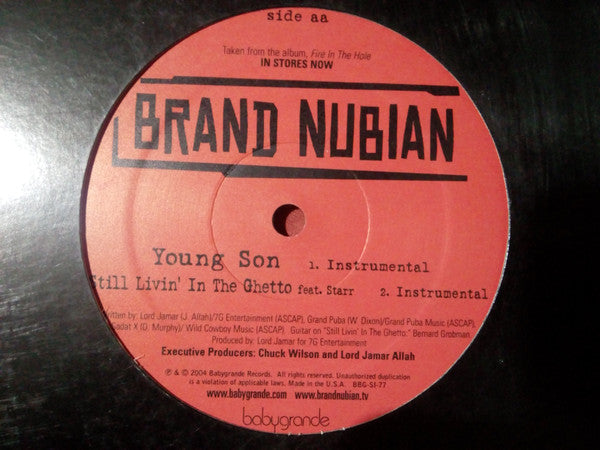 side aa
Taken from the album, Fire In The Hole
IN STORES NOW
BRAND NUBIAN
Young Son 1. Instrumental
Still Livin' In The Ghetto feat. Starr 2. Instrumental
written by: Lord Jamar (J. Allah)/7G Entertainment (ASCAP), Grand Puba (W. Dixon)/Grand Puba Music (ASCAP),
Sadat X (D. Murphy)/ Wild Cowboy Music (ASCAP). Guitar on "Still Livin' In The Ghetto:" Bernard Grobman
Produced by: Lord Jamar for 7G Entertainment
Executive Producers: Chuck Wilson and Lord Jamar Allah
℗ & © 2004 Babygrande Records. All rights reserved. Unauthorized duplication
is a violation of applicable laws. Made in the U.S.A. BBG-SI-77
www.babygrande.com www.brandnubian.tv
babygrande